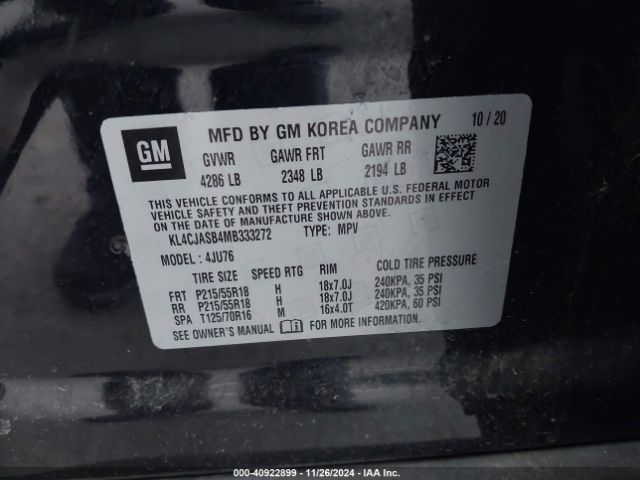 GM
MFD BY GM KOREA COMPANY 10 / 20
GVWR GAWR FRT GAWR RR
4286 LB 2348 LB 2194 LB
THIS VEHICLE CONFORMS TO ALL APPLICABLE U.S. FEDERAL MOTOR
VEHICLE SAFETY AND THEFT PREVENTION STANDARDS IN EFFECT
ON THE DATE OF MANUFACTURE SHOWN ABOVE.
KL4CJASB4MB333272 TYPE: MPV
MODEL: 4JU76
TIRE SIZE SPEED RTG RIM COLD TIRE PRESSURE
FRT P215/55R18 H 18x7.0J 240KPA, 35 PSI
RR P215/55R18 H 18x7.0J 240KPA, 35 PSI
SPA T125/70R16 M 16x4.0T 420KPA, 60 PSI
SEE OWNER'S MANUAL FOR MORE INFORMATION.
000-40922899 - 11/26/2024 - IAA Inc.